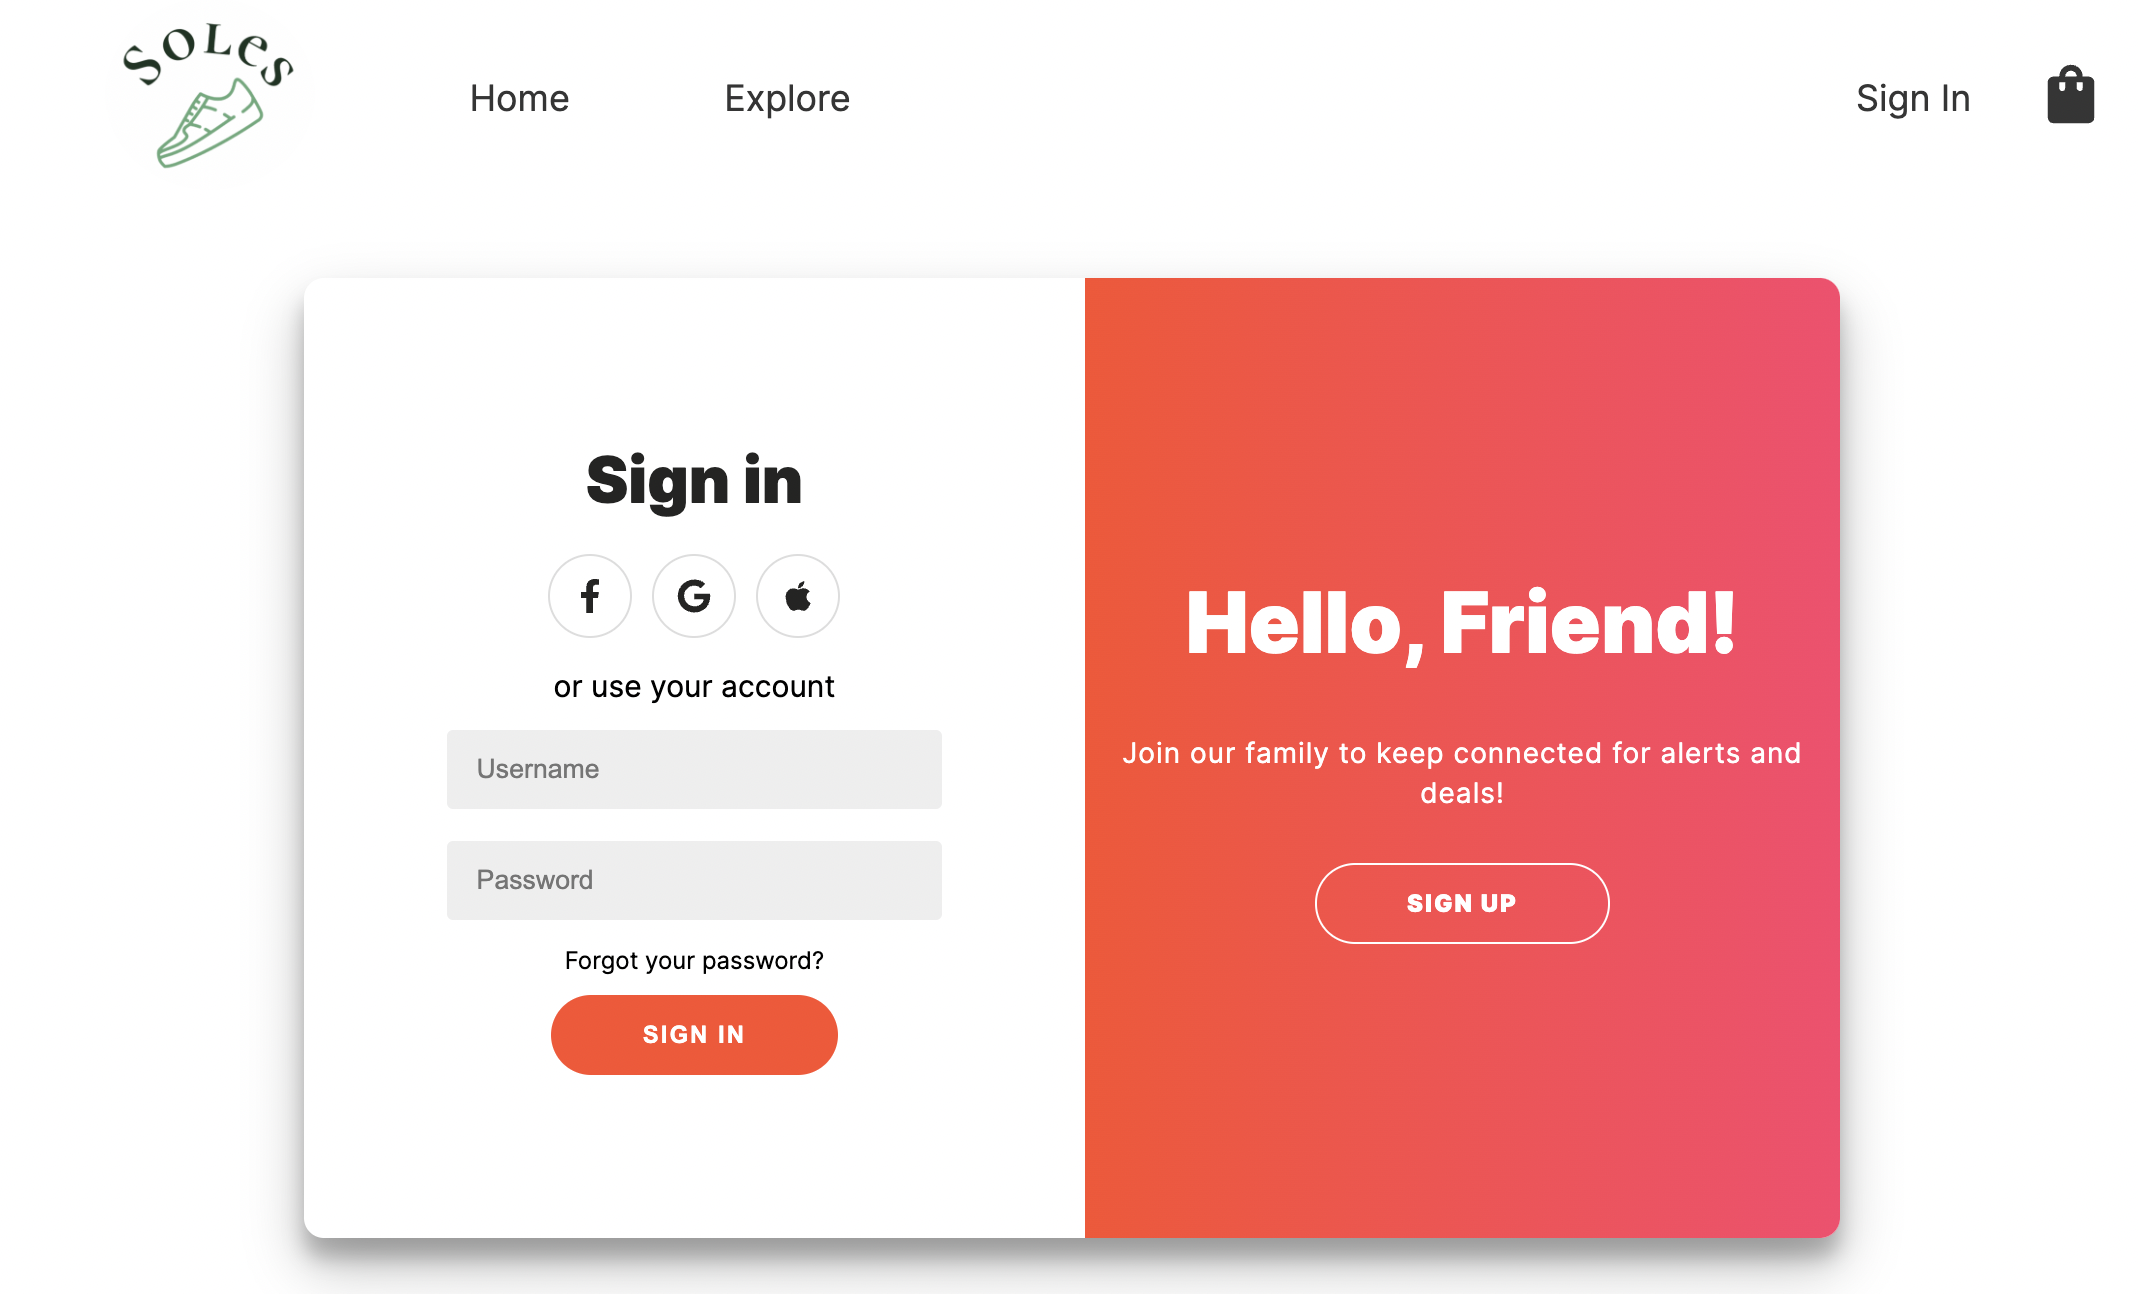 Soles
Home
Explore
Sign In
Sign in
or use your account
Username
Password
Forgot your password?
SIGN IN
Hello, Friend!
Join our family to keep connected for alerts and
deals!
SIGN UP